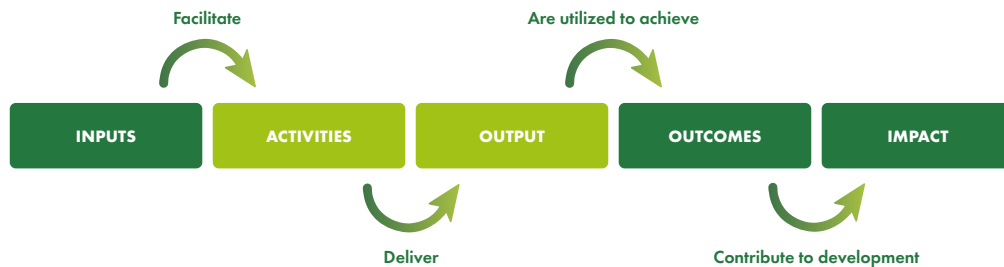 Facilitate
Are utilized to achieve
INPUTS
ACTIVITIES
OUTPUT
OUTCOMES
IMPACT
Deliver
Contribute to development